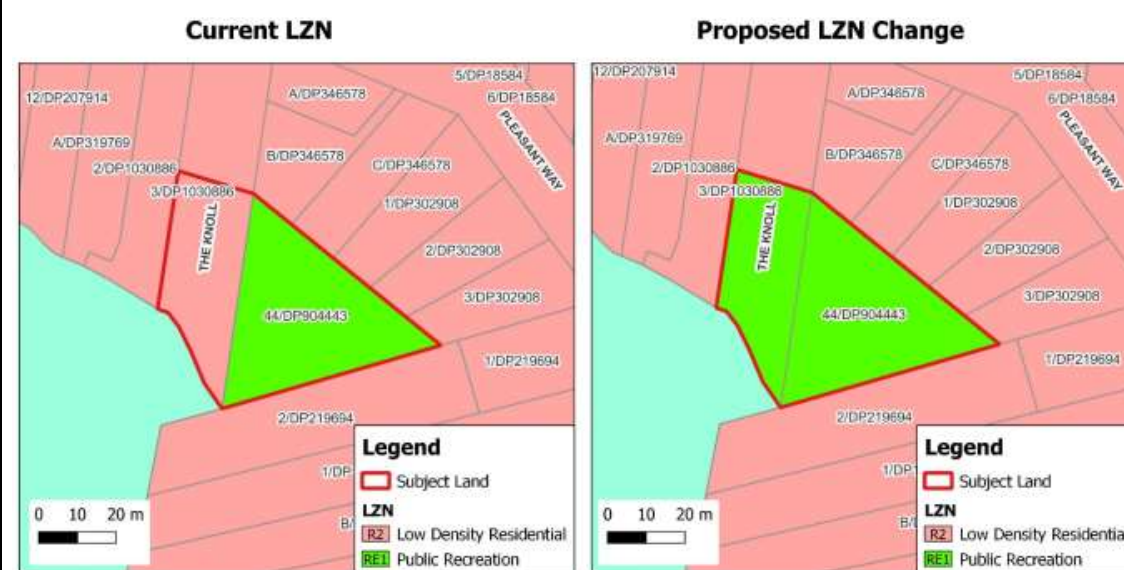 Current LZN
12/DP207914
A/DP319769
2/DP1030886
3/DP1030886
THE KNOLL
A/DP346578
B/DP346578
C/DP346578
1/DP302908
2/DP302908
3/DP302908
5/DP18584
6/DP18584
PLEASANT WAY
44/DP904443
1/DP219694
2/DP219694
1/DP
B/
0 10 20 m
Legend
Subject Land
LZN
R2 Low Density Residential
RE1 Public Recreation
Proposed LZN Change
12/DP207914
A/DP319769
2/DP1030886
3/DP1030886
THE KNOLL
A/DP346578
B/DP346578
C/DP346578
1/DP302908
2/DP302908
3/DP302908
5/DP18584
6/DP18584
PLEASANT WAY
44/DP904443
1/DP219694
2/DP219694
1/DP1
B/
0 10 20 m
Legend
Subject Land
LZN
R2 Low Density Residentia
RE1 Public Recreation